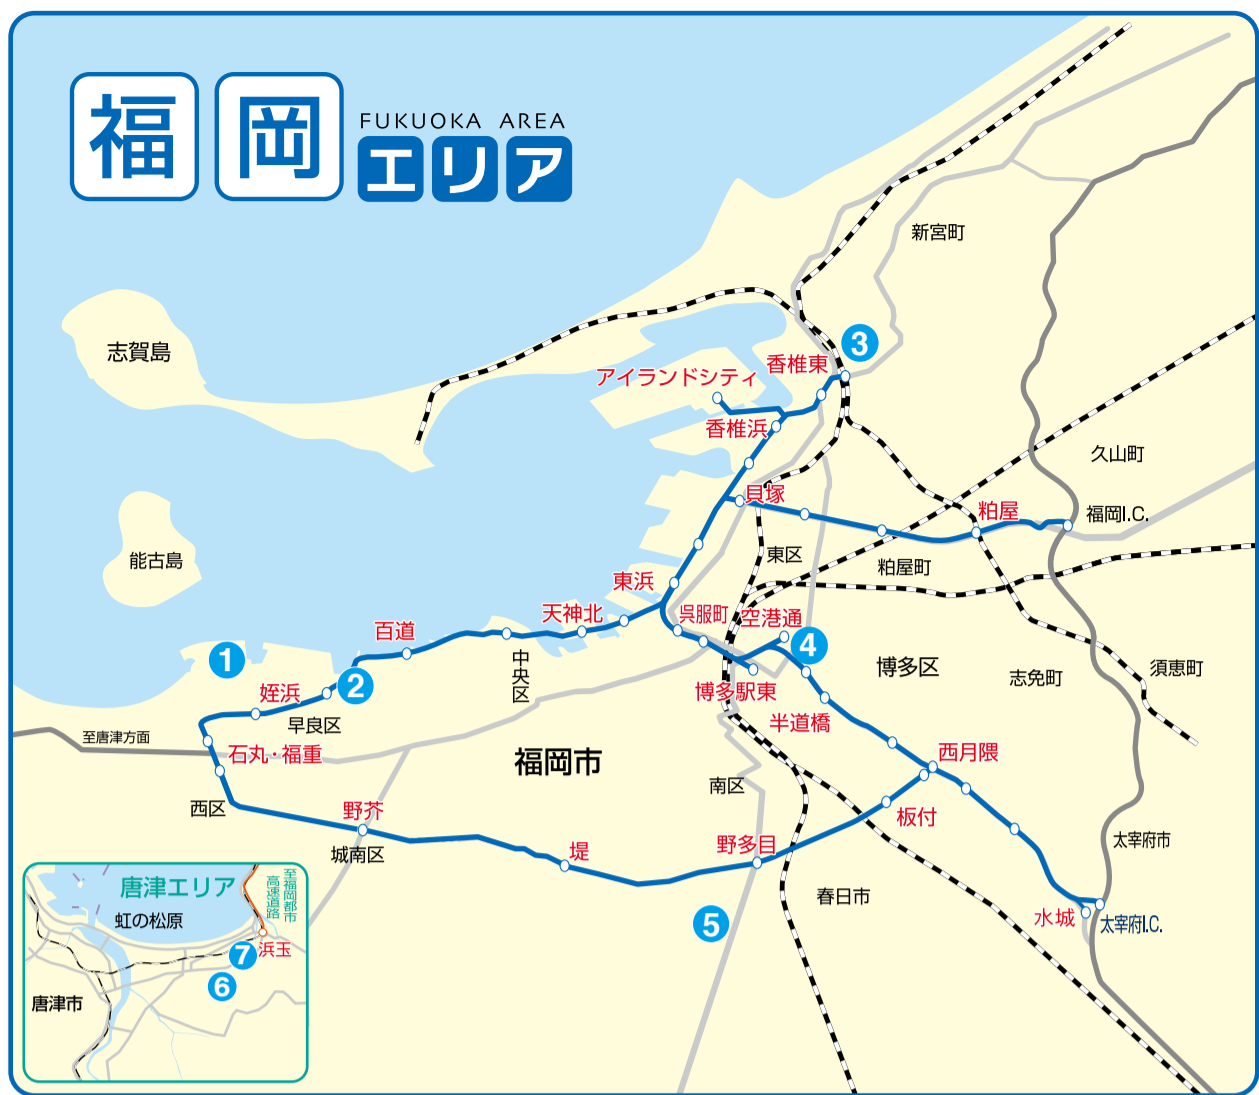 福岡
FUKUOKA AREA
エリア
新宮町
志賀島
3
香椎東
アイランドシティ
香椎浜
久山町
貝塚
粕屋
福岡I.C.
東区
能古島
粕屋町
東浜
天神北
呉服町
空港通
百道
4
1
中央区
博多区
須恵町
志免町
2
姪浜
博多駅東
早良区
半道橋
至唐津方面
石丸・福重
福岡市
西月隈
南区
西区
野芥
板付
城南区
堤
野多目
太宰府市
春日市
水城
太宰府I.C.
5
唐津エリア
至福岡都市
高速道路
虹の松原
浜玉
7
6
唐津市